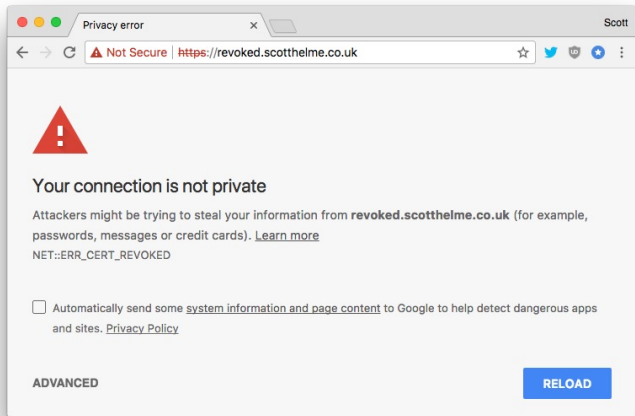 Privacy error
Scott
Not Secure | https://revoked.scotthelme.co.uk
Your connection is not private
Attackers might be trying to steal your information from revoked.scotthelme.co.uk (for example,
passwords, messages or credit cards). Learn more
NET::ERR_CERT_REVOKED
Automatically send some system information and page content to Google to help detect dangerous apps
and sites. Privacy Policy
ADVANCED
RELOAD